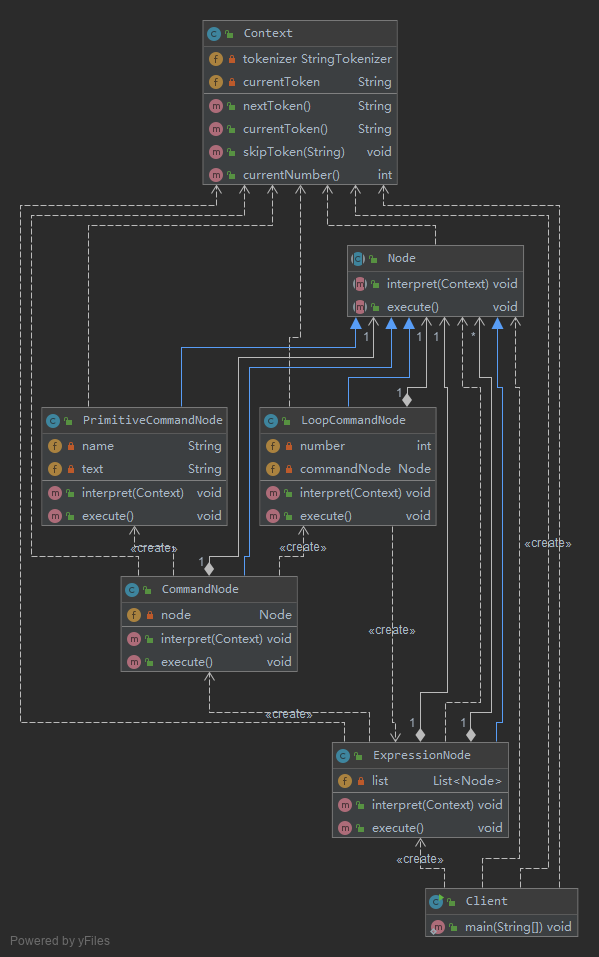 Context
tokenizer StringTokenizer
currentToken String
nextToken() String
currentToken() String
skipToken(String) void
currentNumber() int
Node
interpret(Context) void
execute() void
1
1
1
*
1
PrimitiveCommandNode
name String
text String
interpret(Context) void
execute() void
LoopCommandNode
number int
commandNode Node
interpret(Context) void
execute() void
«create»
«create»
«create»
1
CommandNode
node Node
interpret(Context) void
execute() void
«create»
«create»
1
1
ExpressionNode
list List<Node>
interpret(Context) void
execute() void
«create»
Client
main(String[]) void
Powered by yFiles